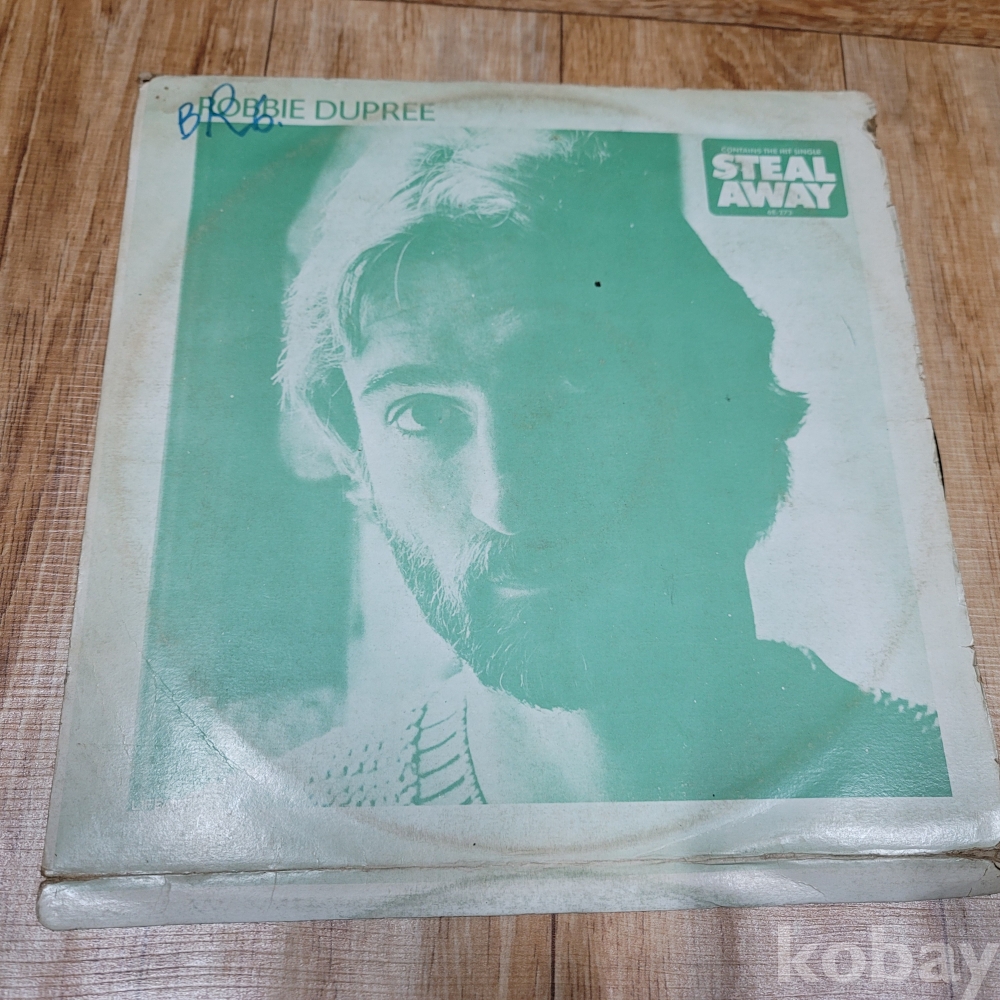 ROBBIE DUPREE
CONTAINS THE HIT SINGLE
STEAL
AWAY
kobay